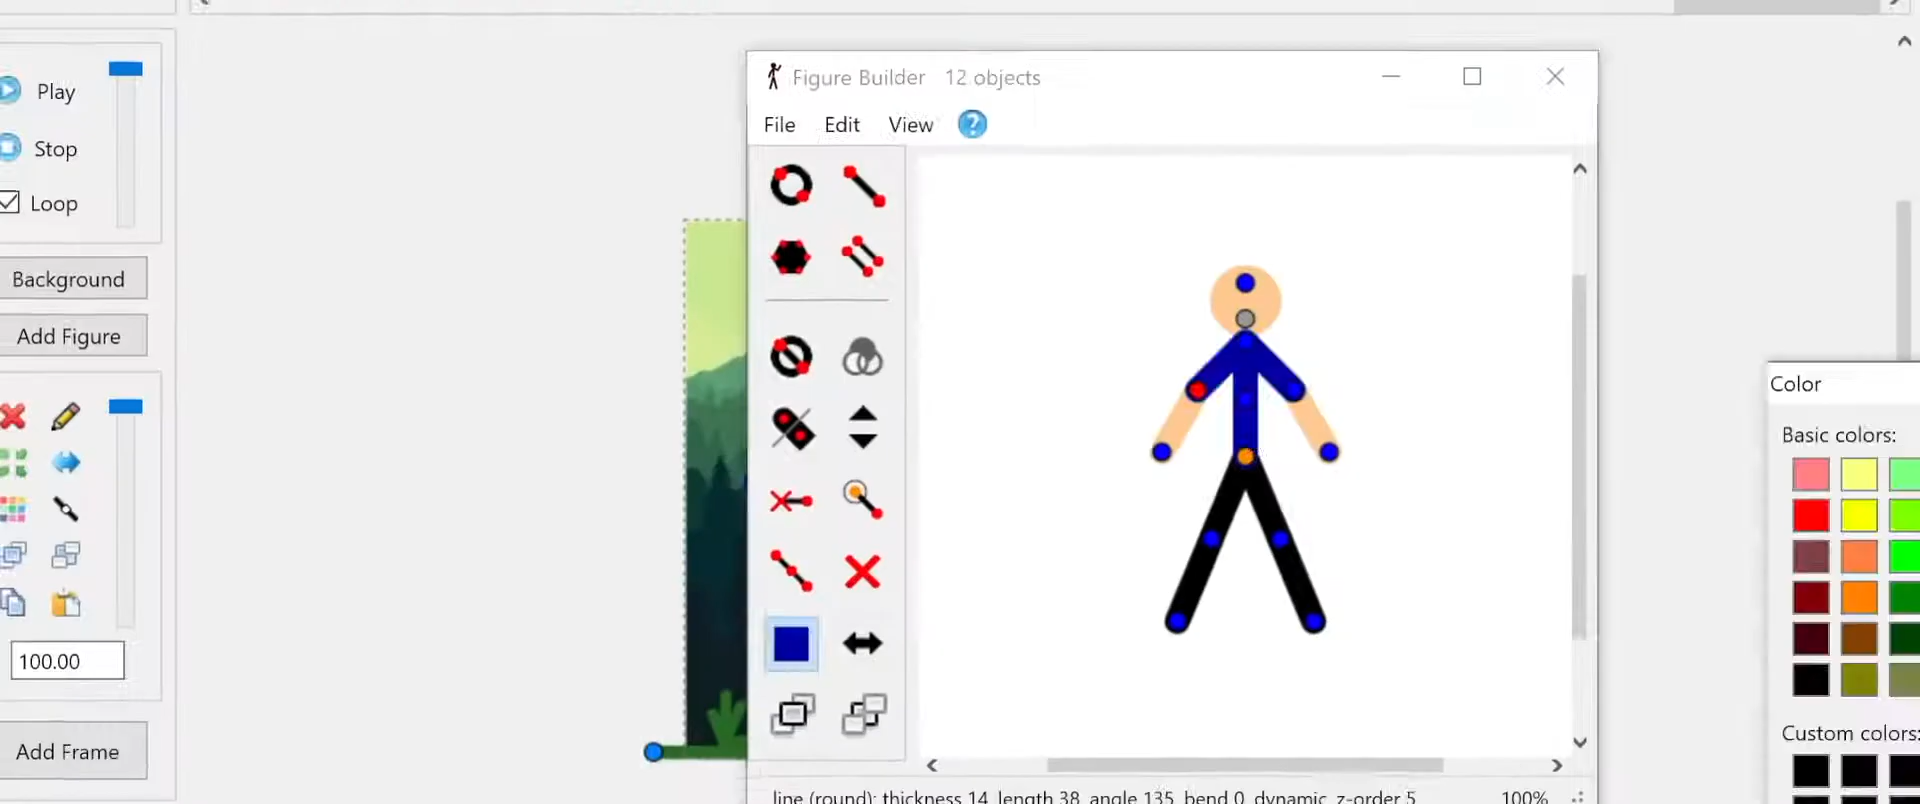 Figure Builder 12 objects
File Edit View ?
Play
Stop
Loop
Background
Add Figure
100.00
Add Frame
Color
Basic colors:
Custom colors:
line (round): thickness 14, length 38, angle 135, bend 0, dynamic, z-order 5 100%